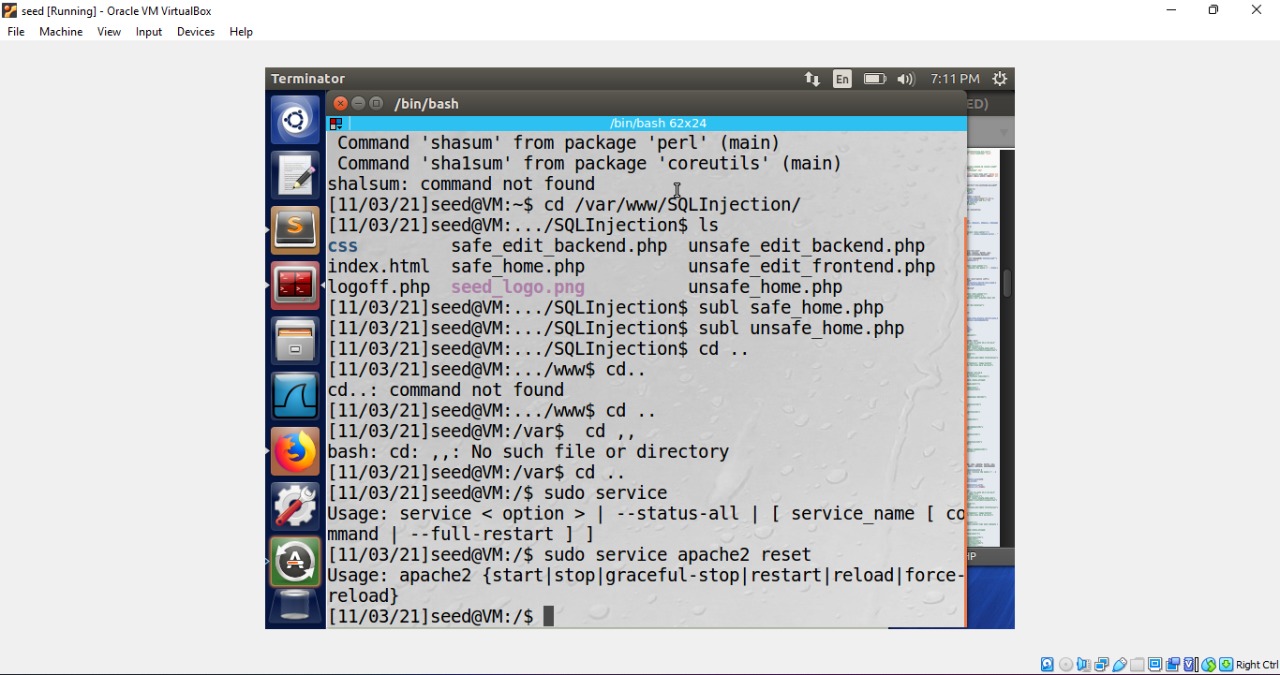 seed [Running] - Oracle VM VirtualBox
File Machine View Input Devices Help
Terminator En 7:11 PM
/bin/bash ED)
/bin/bash 62x24
Command 'shasum' from package 'perl' (main)
Command 'sha1sum' from package 'coreutils' (main)
shalsum: command not found
[11/03/21]seed@VM:~$ cd /var/www/SQLInjection/
[11/03/21]seed@VM:.../SQLInjection$ ls
css safe_edit_backend.php unsafe_edit_backend.php
index.html safe_home.php unsafe_edit_frontend.php
logoff.php seed_logo.png unsafe_home.php
[11/03/21]seed@VM:.../SQLInjection$ subl safe_home.php
[11/03/21]seed@VM:.../SQLInjection$ subl unsafe_home.php
[11/03/21]seed@VM:.../SQLInjection$ cd ..
[11/03/21]seed@VM:.../www$ cd..
cd..: command not found
[11/03/21]seed@VM:.../www$ cd ..
[11/03/21]seed@VM:/var$  cd ,,
bash: cd: ,,: No such file or directory
[11/03/21]seed@VM:/var$ cd ..
[11/03/21]seed@VM:/$ sudo service
Usage: service < option > | --status-all | [ service_name [ co
mmand | --full-restart ] ]
[11/03/21]seed@VM:/$ sudo service apache2 reset
HP
Usage: apache2 {start|stop|graceful-stop|restart|reload|force-
reload}
[11/03/21]seed@VM:/$
Right Ctrl